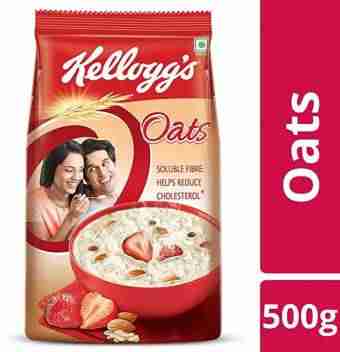 Kellogg's
Oats
SOLUBLE FIBRE
HELPS REDUCE
CHOLESTEROL*
Oats
500g